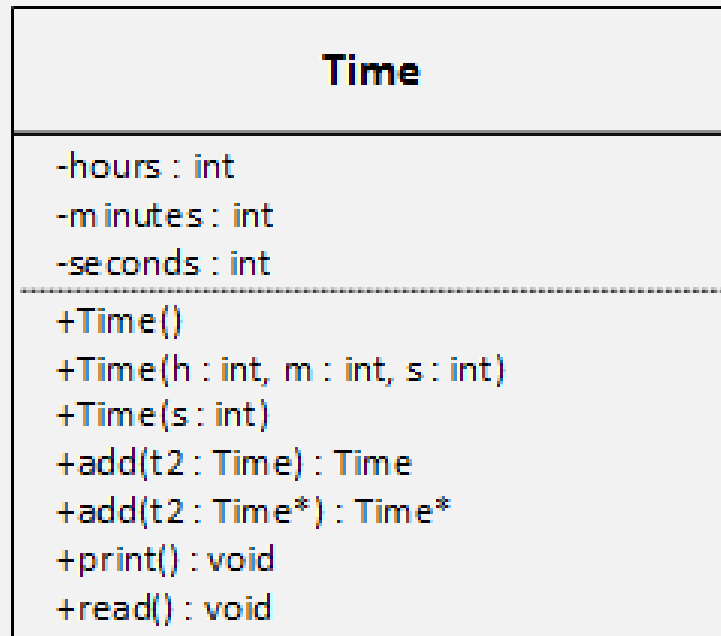 Time
-hours : int
-minutes : int
-seconds : int
+Time()
+Time(h : int, m : int, s : int)
+Time(s : int)
+add(t2 : Time) : Time
+add(t2 : Time*) : Time*
+print() : void
+read() : void